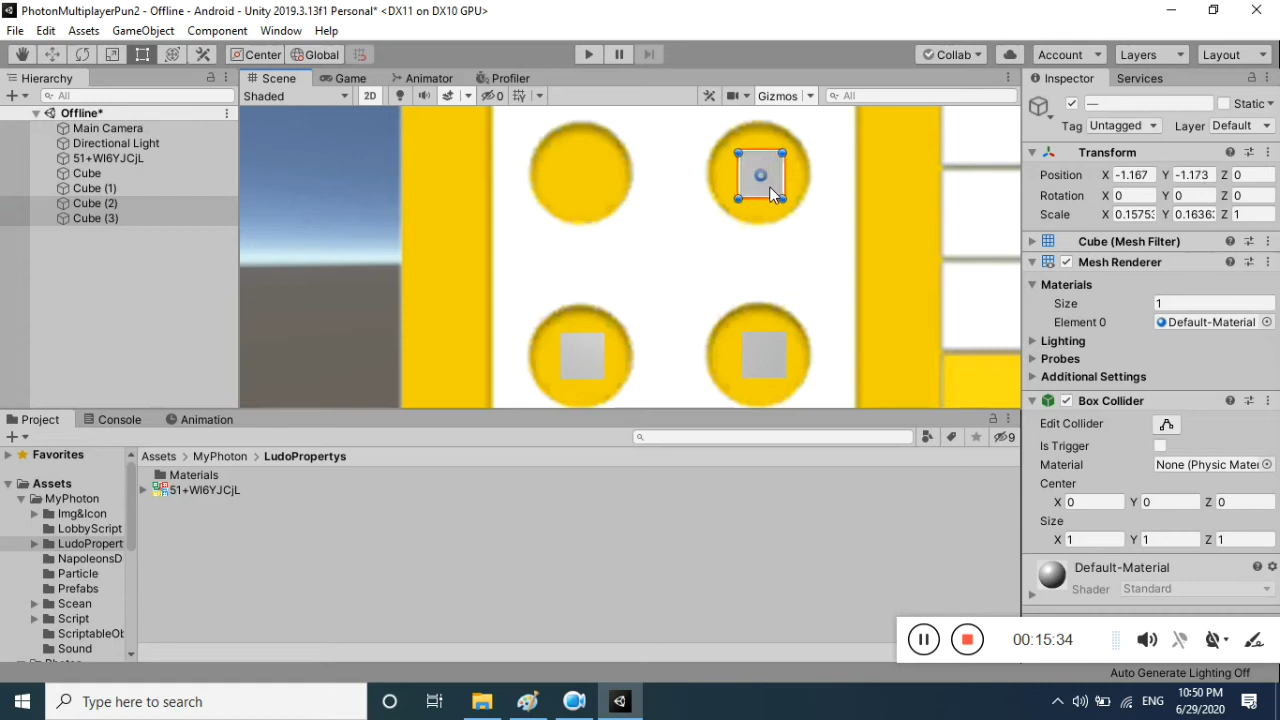 PhotonMultiplayerPun2 - Offline - Android - Unity 2019.3.13f1 Personal* <DX11 on DX10 GPU>
File Edit Assets GameObject Component Window Help
Center Global Collab Account Layers Layout
Hierarchy Scene Game Animator Profiler Inspector Services
All Shaded 2D 0 Gizmos All — Static
Offline* Tag Untagged Layer Default
Main Camera
Directional Light Transform
51+Wl6YJCjL
Cube Position X -1.167 Y -1.173 Z 0
Cube (1) Rotation X 0 Y 0 Z 0
Cube (2)
Cube (3) Scale X 0.1575 Y 0.1636 Z 1
Cube (Mesh Filter)
Mesh Renderer
Materials
Size 1
Element 0 Default-Material
Lighting
Probes
Additional Settings
Box Collider
Project Console Animation
Edit Collider
9
Is Trigger
Favorites Assets MyPhoton LudoPropertys
Material None (Physic Mater
Materials
Assets Center
51+Wl6YJCjL
MyPhoton X 0 Y 0 Z 0
Img&Icon
LobbyScript Size
LudoPropert X 1 Y 1 Z 1
NapoleonsD
Particle Default-Material
Prefabs Shader Standard
Scean
Script
ScriptableOb
Sound
00:15:34
Auto Generate Lighting Off
Type here to search ENG 10:50 PM
6/29/2020